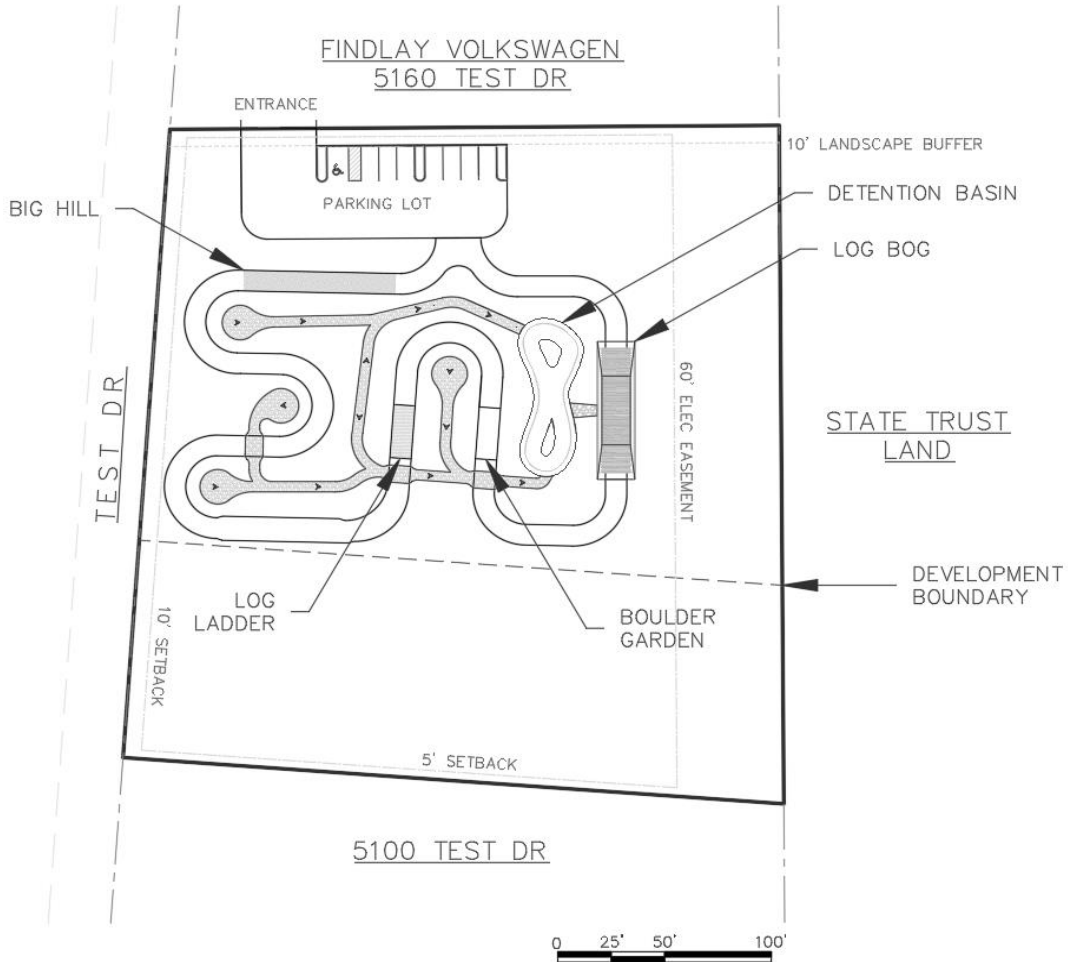 FINDLAY VOLKSWAGEN
5160 TEST DR
ENTRANCE
10' LANDSCAPE BUFFER
PARKING LOT
DETENTION BASIN
BIG HILL
LOG BOG
60' ELEC EASEMENT
STATE TRUST
LAND
TEST DR
DEVELOPMENT
BOUNDARY
LOG
LADDER
BOULDER
GARDEN
10' SETBACK
5' SETBACK
5100 TEST DR
0 25' 50' 100'